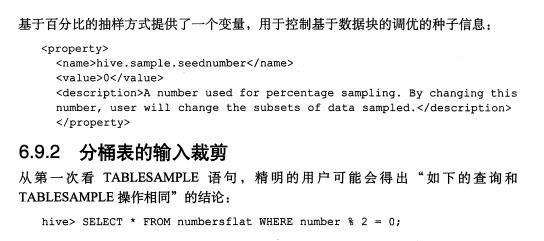 基于百分比的抽样方式提供了一个变量，用于控制基于数据块的调优的种子信息：
<property>
<name>hive.sample.seednumber</name>
<value>0</value>
<description>A number used for percentage sampling. By changing this
number, user will change the subsets of data sampled.</description>
</property>
6.9.2 分桶表的输入裁剪
从第一次看 TABLESAMPLE 语句，精明的用户可能会得出“如下的查询和
TABLESAMPLE 操作相同”的结论：
hive> SELECT * FROM numbersflat WHERE number % 2 = 0;